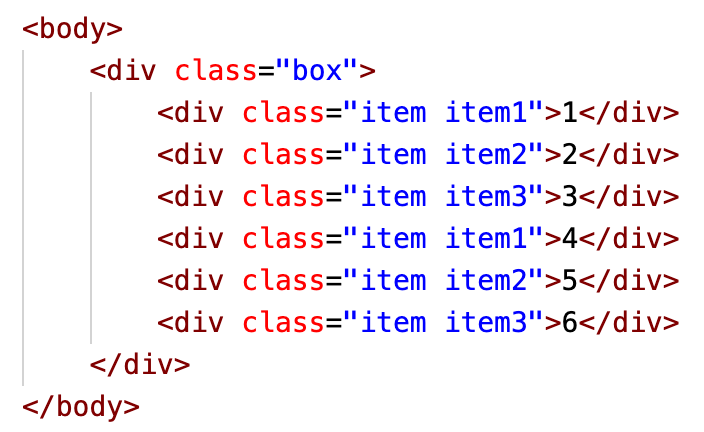 <body>
    <div class="box">
        <div class="item item1">1</div>
        <div class="item item2">2</div>
        <div class="item item3">3</div>
        <div class="item item1">4</div>
        <div class="item item2">5</div>
        <div class="item item3">6</div>
    </div>
</body>